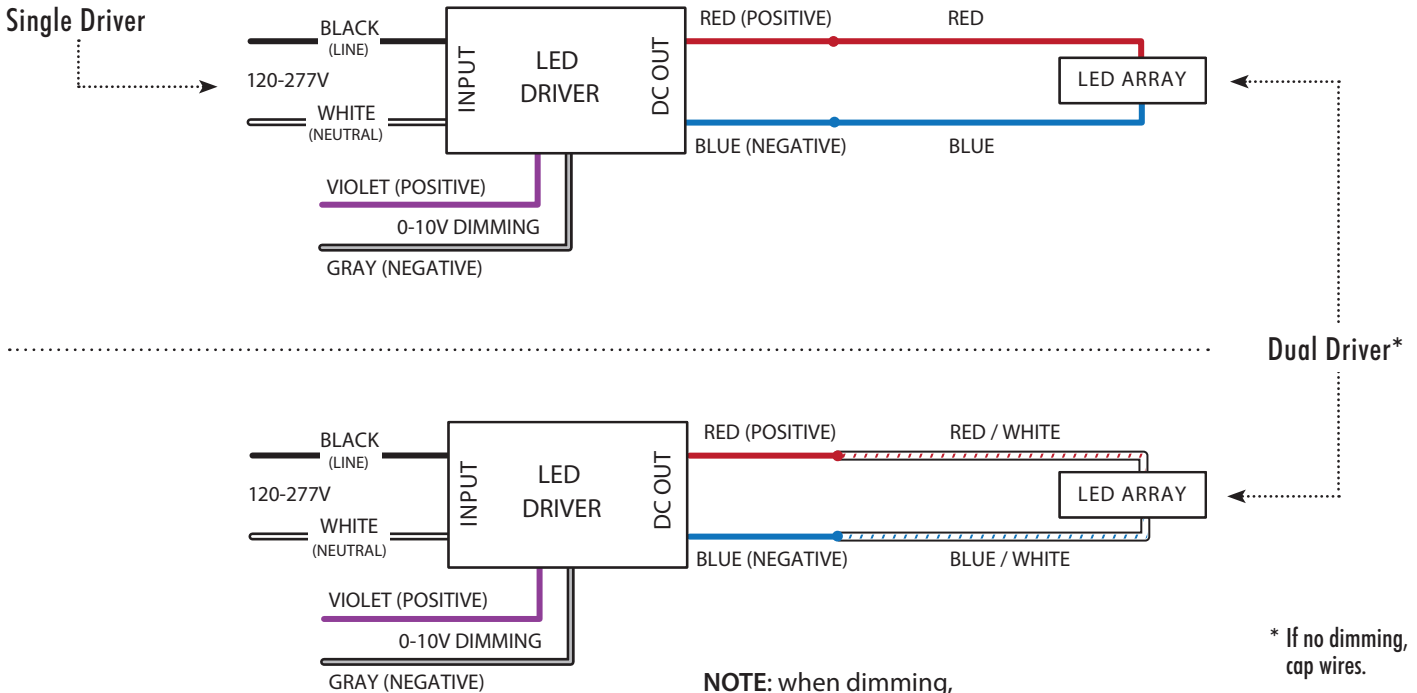 Single Driver
BLACK
(LINE)
120-277V
WHITE
(NEUTRAL)
INPUT
LED
DRIVER
DC OUT
RED (POSITIVE)
RED
LED ARRAY
BLUE (NEGATIVE)
BLUE
VIOLET (POSITIVE)
0-10V DIMMING
GRAY (NEGATIVE)
Dual Driver*
BLACK
(LINE)
120-277V
WHITE
(NEUTRAL)
INPUT
LED
DRIVER
DC OUT
RED (POSITIVE)
RED / WHITE
LED ARRAY
BLUE (NEGATIVE)
BLUE / WHITE
VIOLET (POSITIVE)
0-10V DIMMING
GRAY (NEGATIVE)
NOTE: when dimming,
* If no dimming,
cap wires.